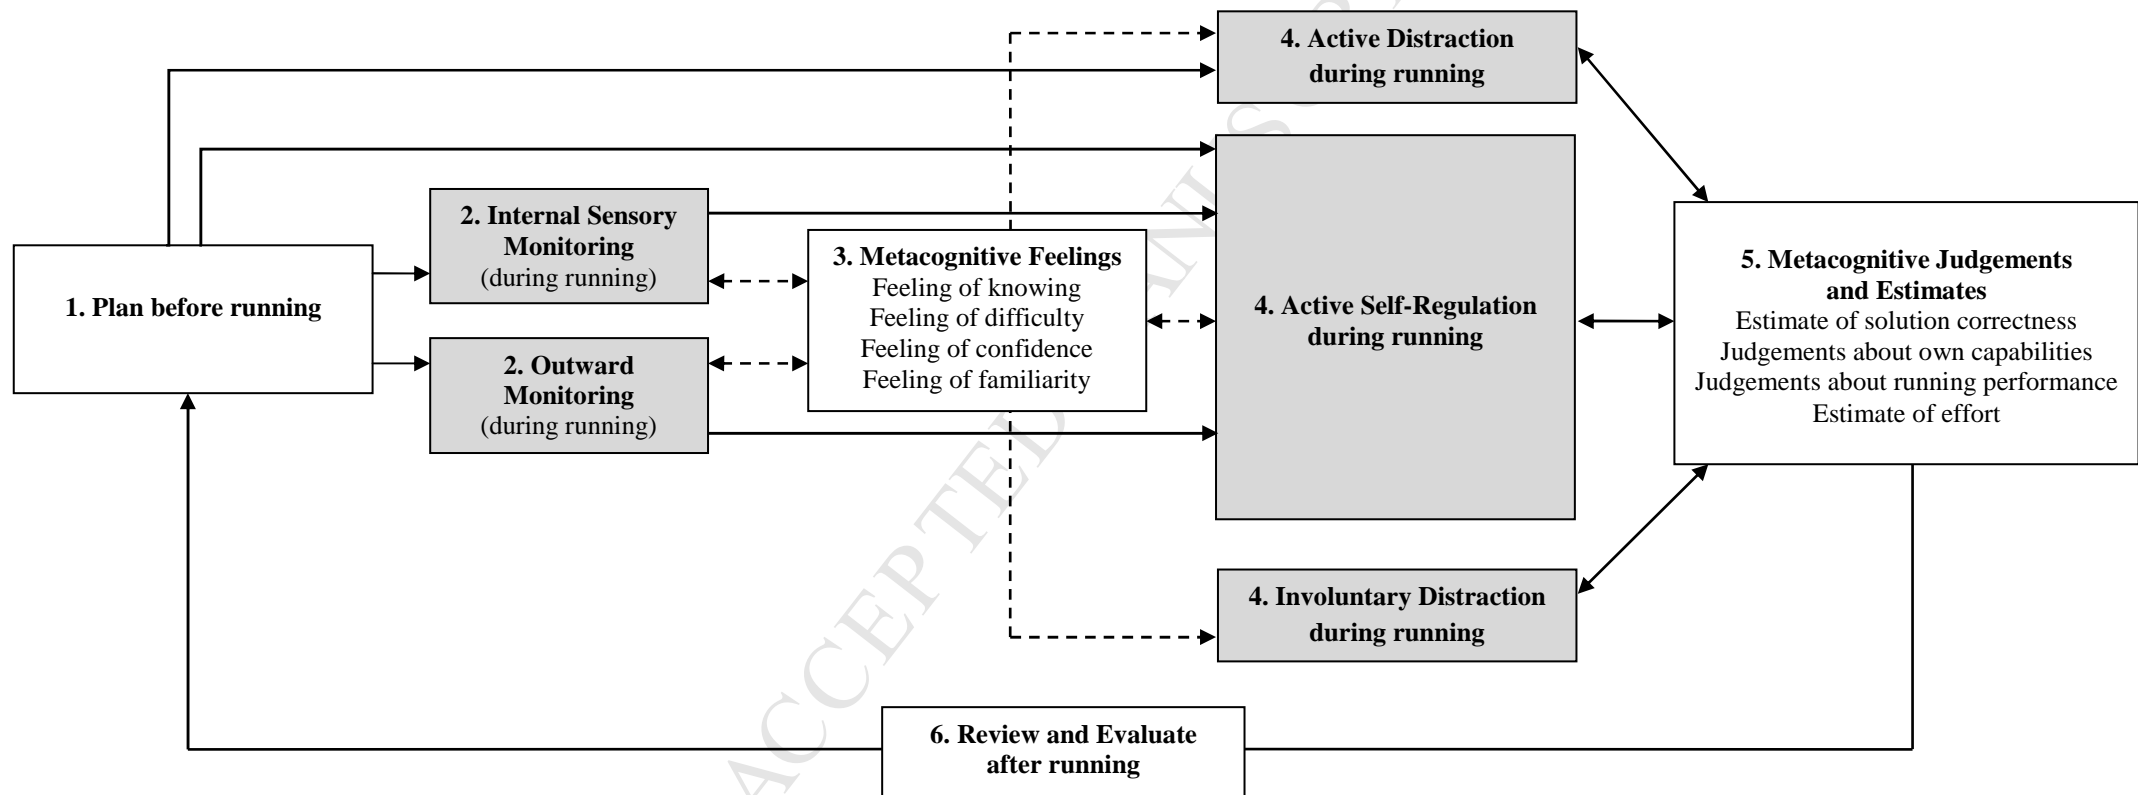 4. Active Distraction
during running
2. Internal Sensory
Monitoring
(during running)
1. Plan before running
2. Outward
Monitoring
(during running)
3. Metacognitive Feelings
Feeling of knowing
Feeling of difficulty
Feeling of confidence
Feeling of familiarity
4. Active Self-Regulation
during running
5. Metacognitive Judgements
and Estimates
Estimate of solution correctness
Judgements about own capabilities
Judgements about running performance
Estimate of effort
4. Involuntary Distraction
during running
6. Review and Evaluate
after running
ACCEPTED